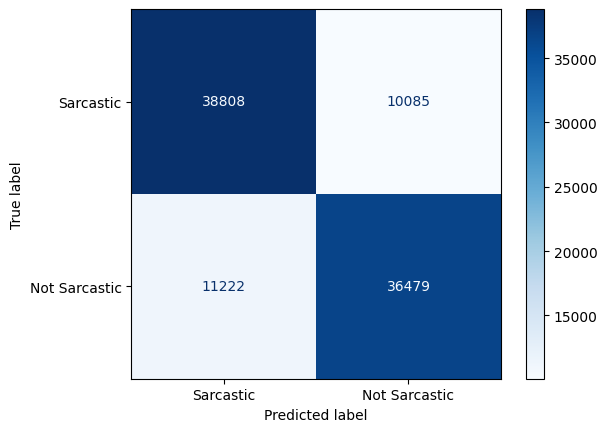 35000
Sarcastic
38808
10085
30000
True label
25000
20000
Not Sarcastic
11222
36479
15000
Sarcastic
Not Sarcastic
Predicted label